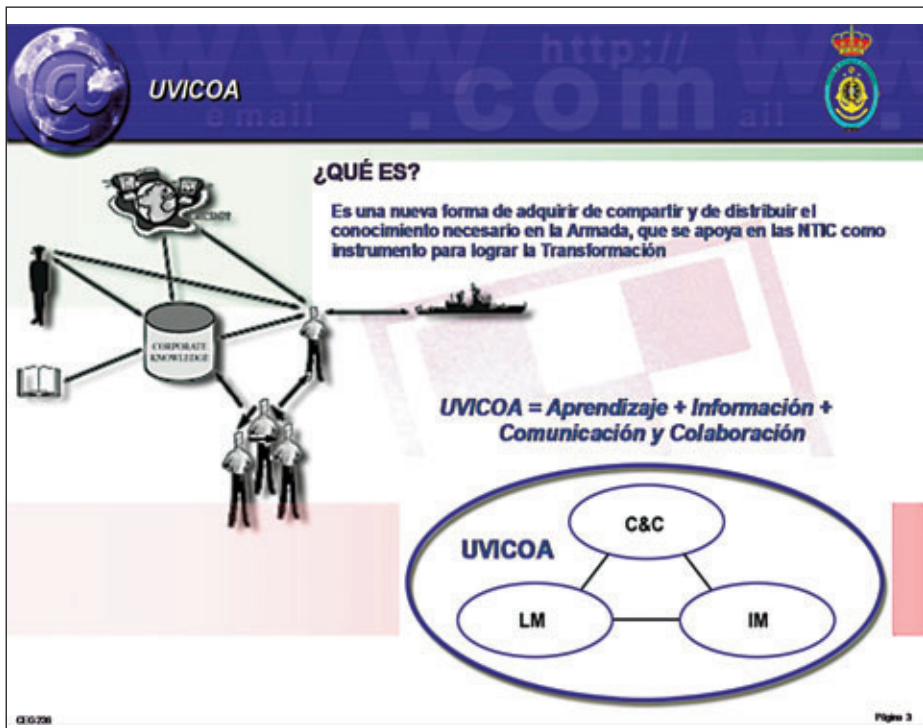 http://
e mail
.com
ail
UVICOA
¿QUÉ ES?
Es una nueva forma de adquirir de compartir y de distribuir el
conocimiento necesario en la Armada, que se apoya en las NTIC como
instrumento para lograr la Transformación
CORPORATE
KNOWLEDGE
UVICOA = Aprendizaje + Información +
Comunicación y Colaboración
UVICOA
C&C
LM
IM
Página 3